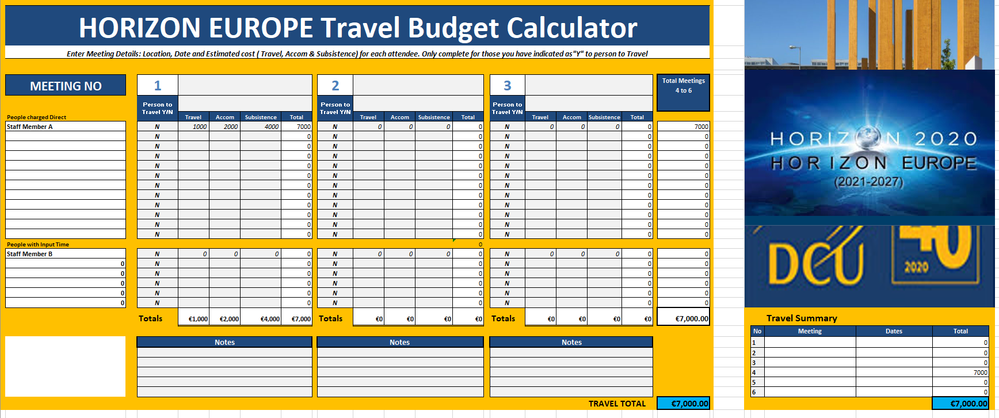 HORIZON EUROPE Travel Budget Calculator
Enter Meeting Details: Location, Date and Estimated cost ( Travel, Accom & Subsistence) for each attendee. Only complete for those you have indicated as"Y" to person to Travel
MEETING NO 1 2 3 Total Meetings
4 to 6
Person to Person to Person to
Travel Y/N Travel Y/N Travel Y/N
People charged Direct Travel Accom Subsistence Total Travel Accom Subsistence Total Travel Accom Subsistence Total
Staff Member A N 1000 2000 4000 7000 N 0 0 0 0 N 0 0 0 0 7000
N 0 N 0 N 0 0
N 0 N 0 N 0 0
N 0 N 0 N 0 0
N 0 N 0 N 0 0
N 0 N 0 N 0 0
N 0 N 0 N 0 0
N 0 N 0 N 0 0
N 0 N 0 N 0 0
N 0 N 0 N 0 0
N 0 N 0 N 0 0
N 0 N 0 N 0 0
People with Input Time 0
Staff Member B N 0 0 0 0 N 0 0 0 0 N 0 0 0 0 0
0 N 0 N 0 N 0 0
0 N 0 N 0 N 0 0
0 N 0 N 0 N 0 0
0 N 0 N 0 N 0 0
0 N 0 N 0 N 0 0
Totals €1,000 €2,000 €4,000 €7,000 Totals €0 €0 €0 €0 Totals €0 €0 €0 €0 €7,000.00
Notes Notes Notes
TRAVEL TOTAL €7,000.00
HORIZON 2020
HORIZON EUROPE
(2021-2027)
DCU 40
2020
Travel Summary
No Meeting Dates Total
1 0
2 0
3 0
4 7000
5 0
6 0
€7,000.00